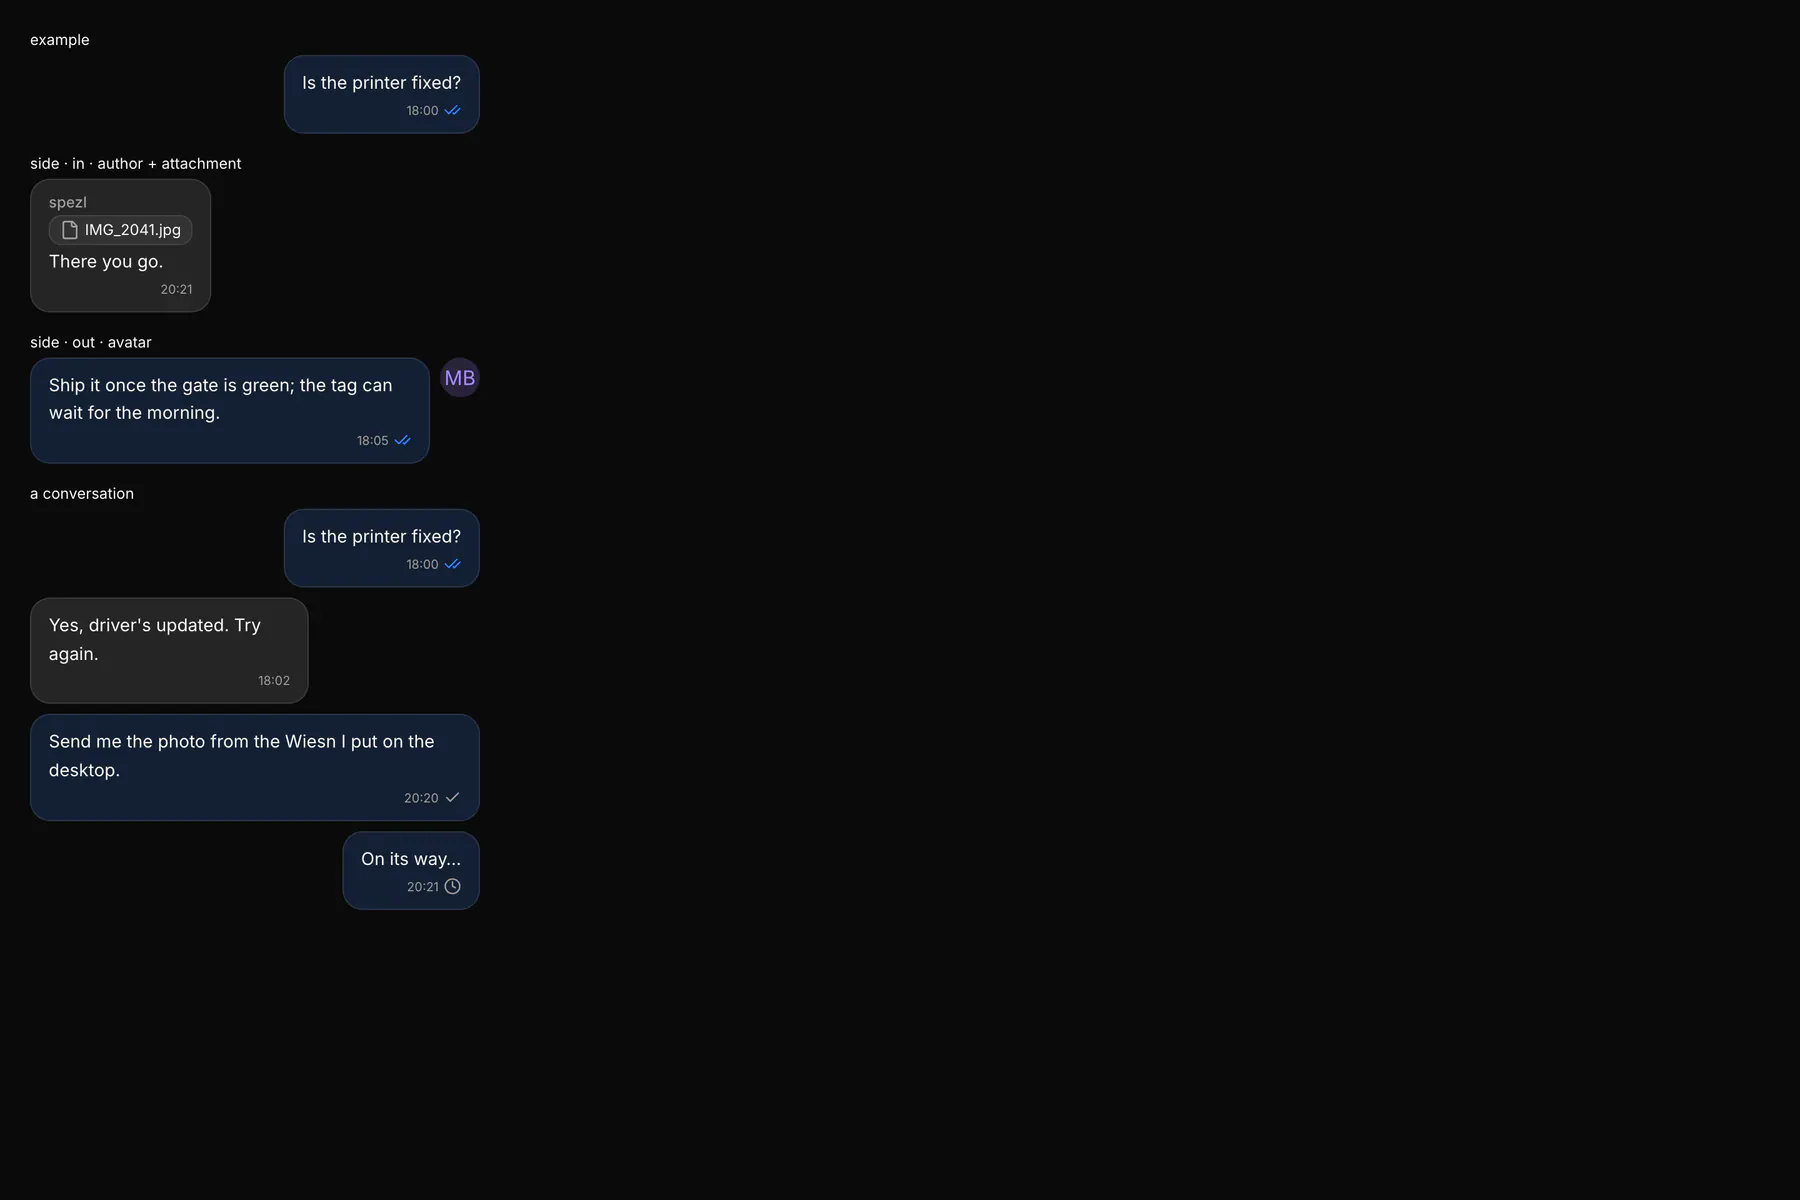 example
Is the printer fixed?
18:00
side · in · author + attachment
spezl
IMG_2041.jpg
There you go.
20:21
side · out · avatar
Ship it once the gate is green; the tag can
wait for the morning.
18:05
MB
a conversation
Is the printer fixed?
18:00
Yes, driver's updated. Try
again.
18:02
Send me the photo from the Wiesn I put on the
desktop.
20:20
On its way...
20:21